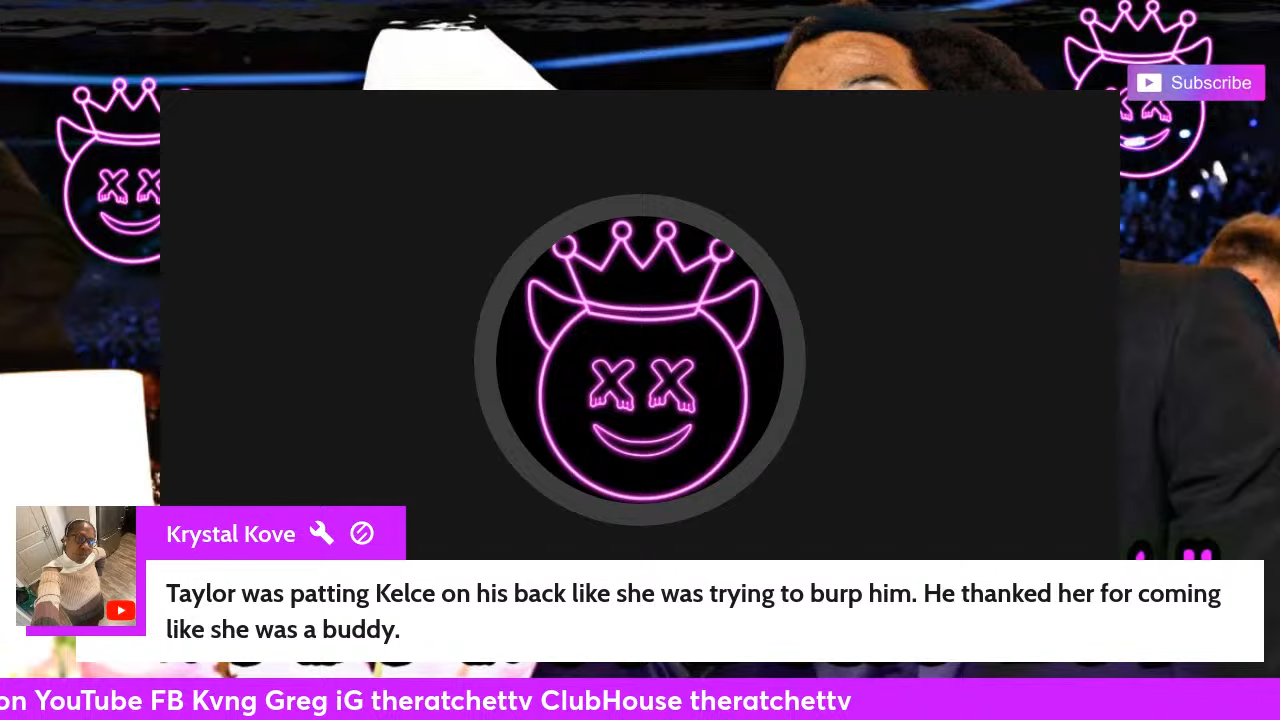 Subscribe
Krystal Kove
Taylor was patting Kelce on his back like she was trying to burp him. He thanked her for coming
like she was a buddy.
on YouTube FB Kvng Greg iG theratchettv ClubHouse theratchettv